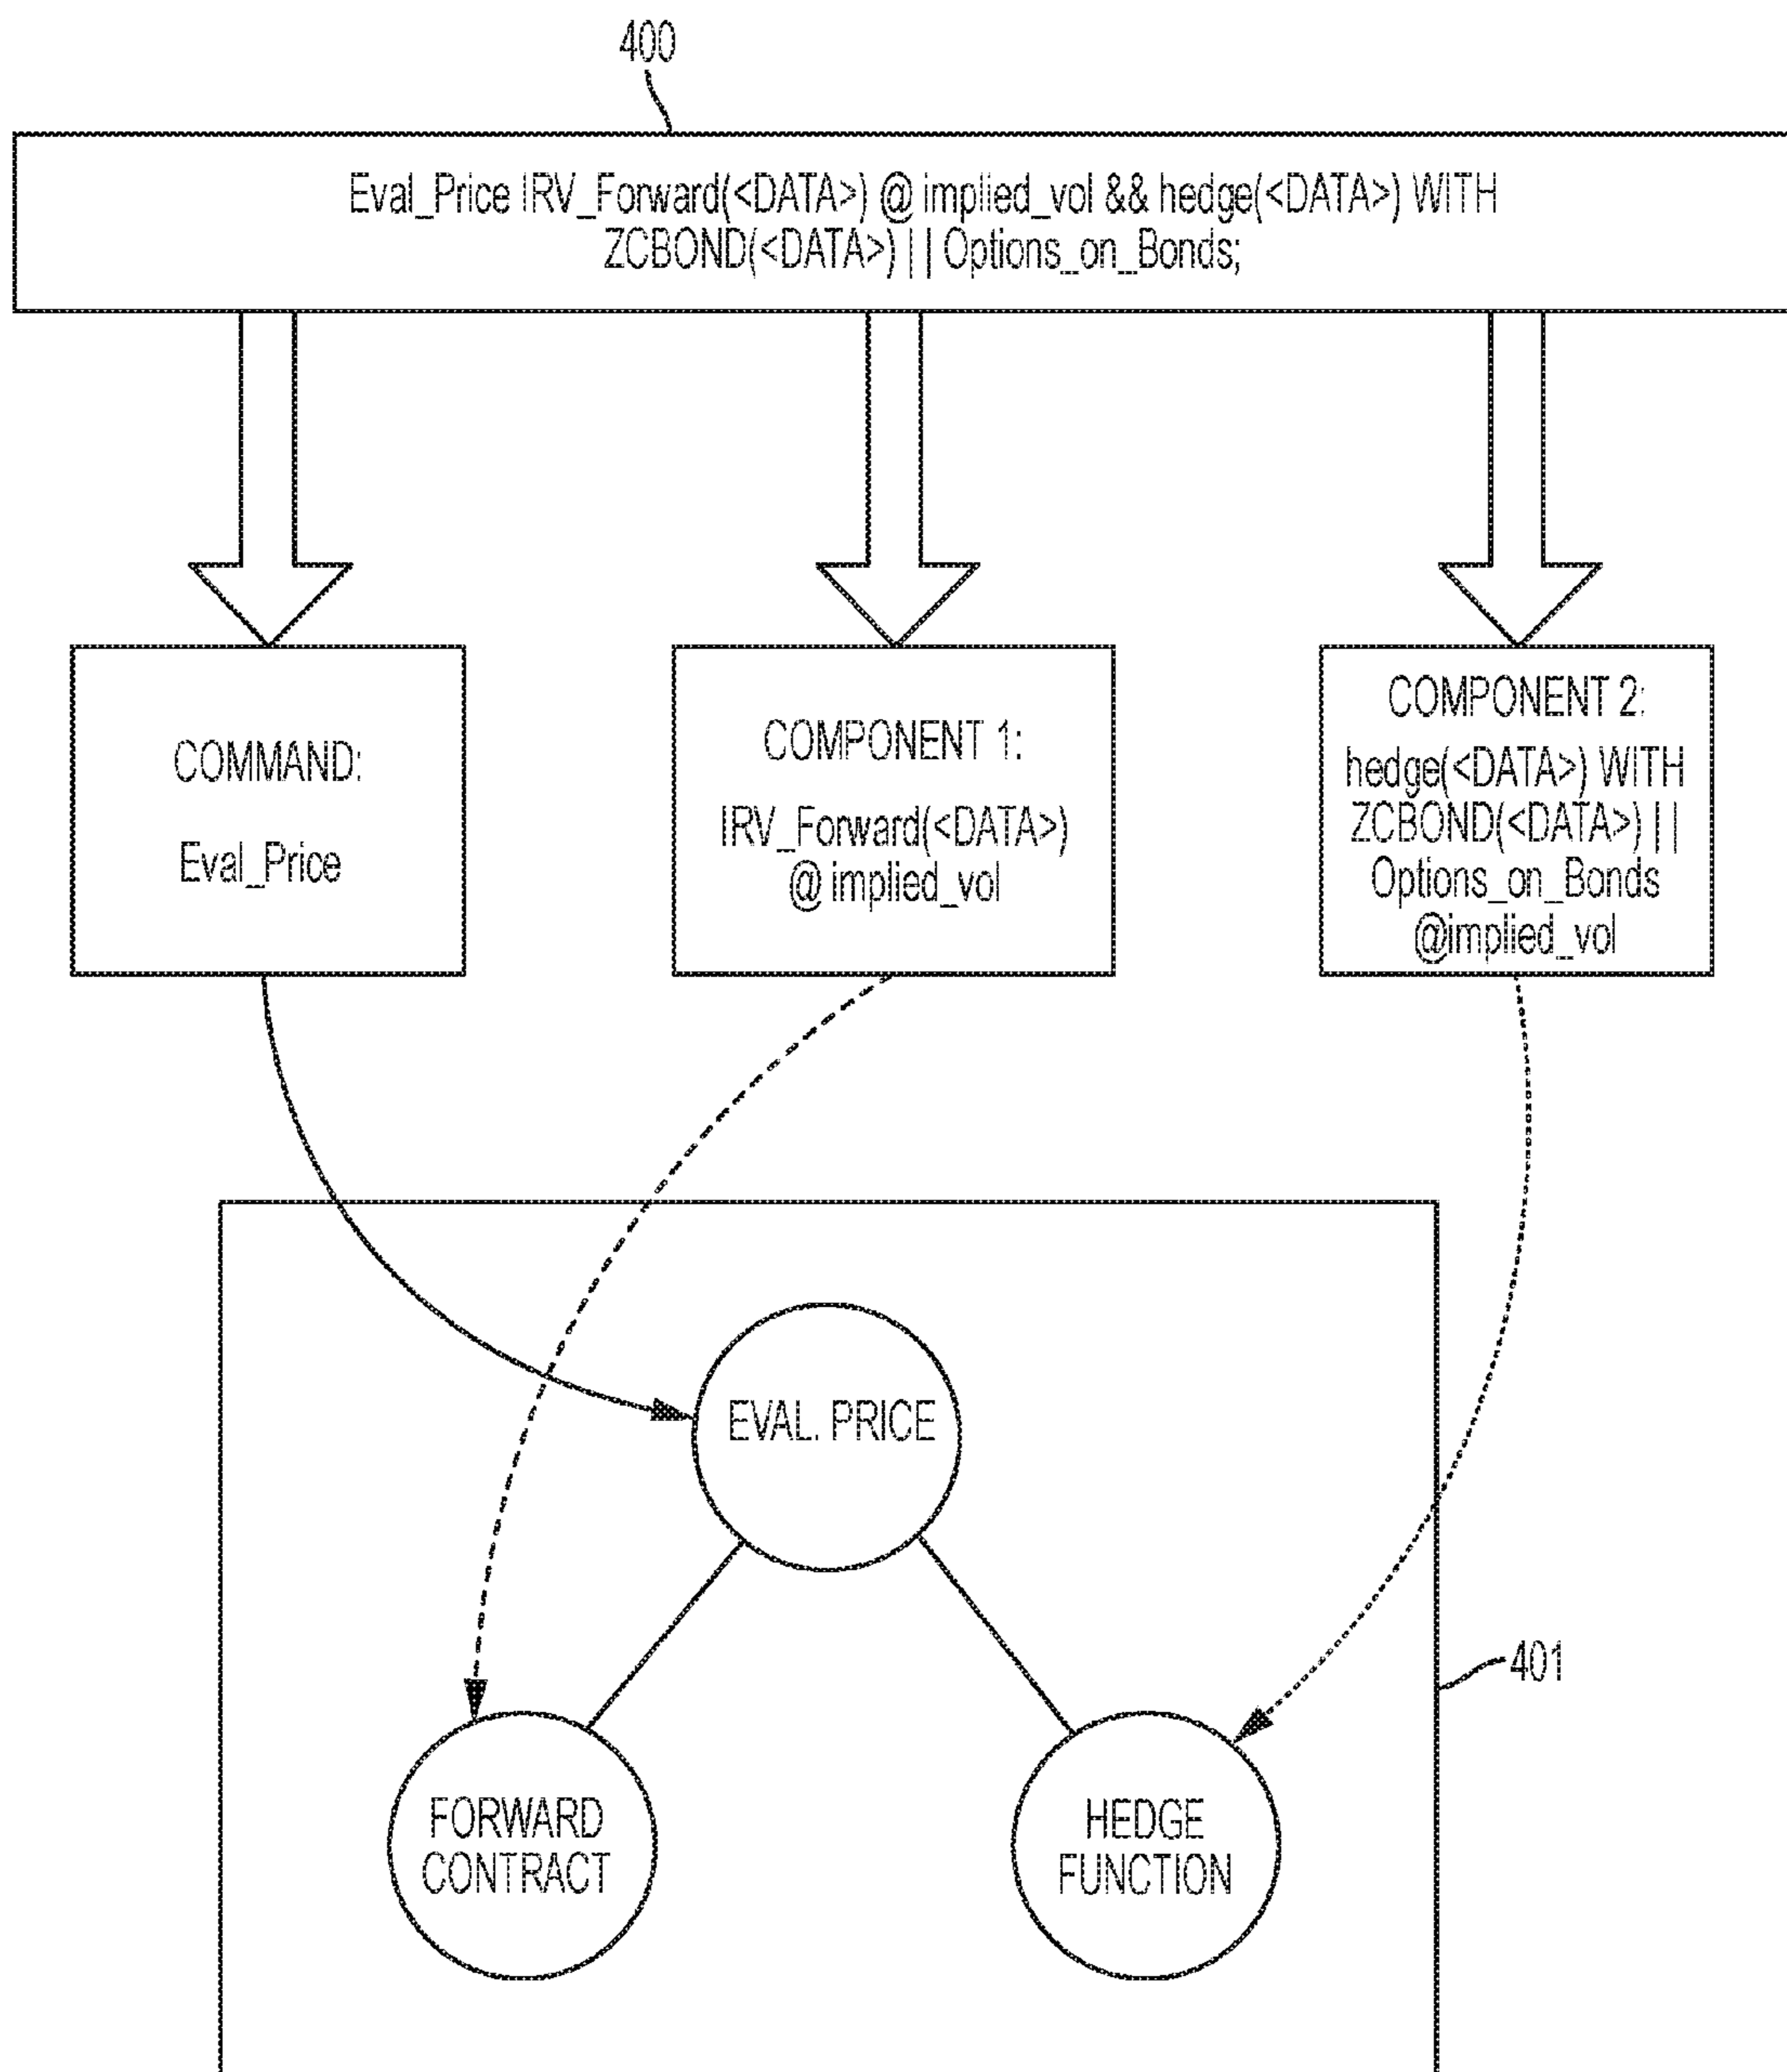 400
Eval_Price IRV_Forward(<DATA>) @ implied_vol && hedge(<DATA>) WITH
ZCBOND(<DATA>) || Options_on_Bonds;
COMMAND:
Eval_Price
COMPONENT 1:
IRV_Forward(<DATA>)
@ implied_vol
COMPONENT 2:
hedge(<DATA>) WITH
ZCBOND(<DATA>) ||
Options_on_Bonds
@implied_vol
EVAL. PRICE
401
FORWARD
CONTRACT
HEDGE
FUNCTION